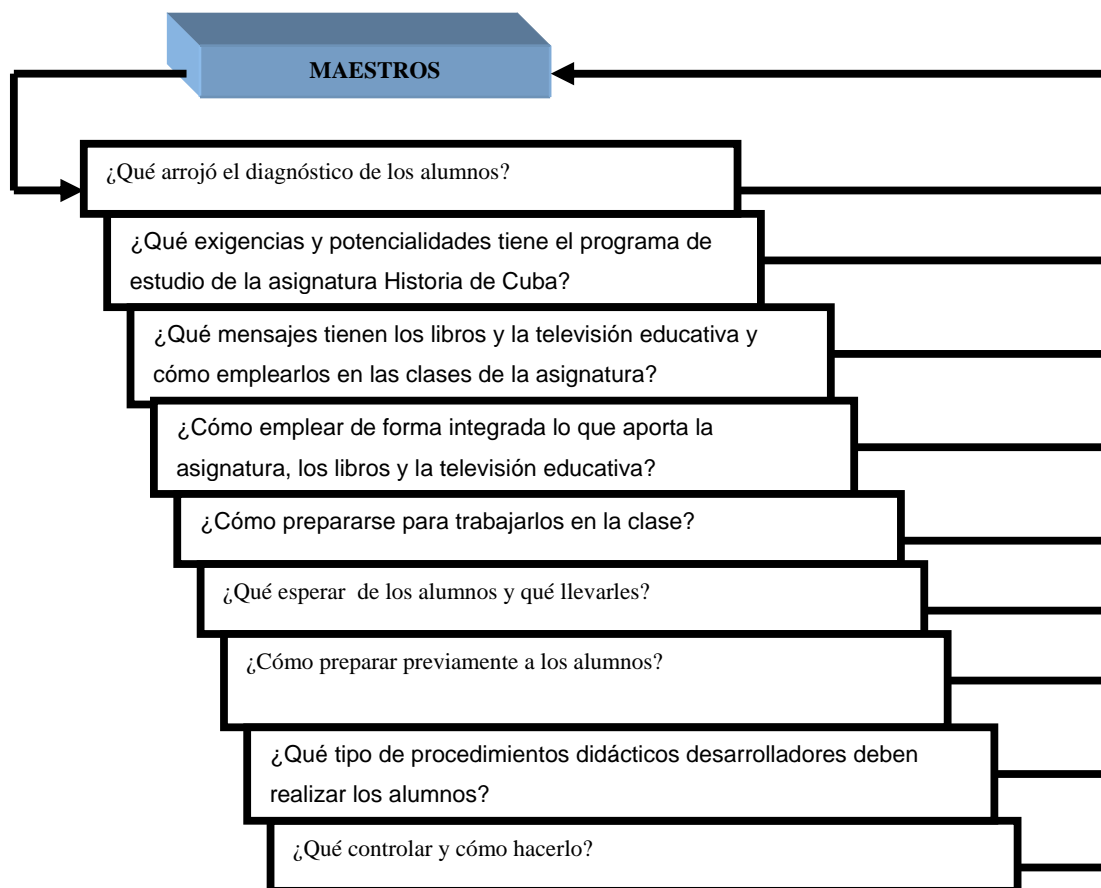 MAESTROS
¿Qué arrojó el diagnóstico de los alumnos?
¿Qué exigencias y potencialidades tiene el programa de
estudio de la asignatura Historia de Cuba?
¿Qué mensajes tienen los libros y la televisión educativa y
cómo emplearlos en las clases de la asignatura?
¿Cómo emplear de forma integrada lo que aporta la
asignatura, los libros y la televisión educativa?
¿Cómo prepararse para trabajarlos en la clase?
¿Qué esperar de los alumnos y qué llevarles?
¿Cómo preparar previamente a los alumnos?
¿Qué tipo de procedimientos didácticos desarrolladores deben
realizar los alumnos?
¿Qué controlar y cómo hacerlo?